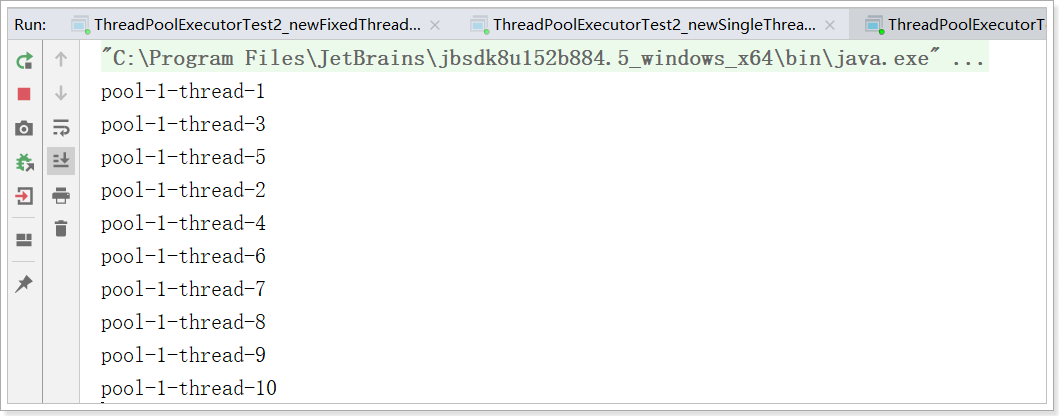 Run: ThreadPoolExecutorTest2_newFixedThread... × ThreadPoolExecutorTest2_newSingleThrea... × ThreadPoolExecutorTe
"C:\Program Files\JetBrains\jbsdk8u152b884.5_windows_x64\bin\java.exe" ...
pool-1-thread-1
pool-1-thread-3
pool-1-thread-5
pool-1-thread-2
pool-1-thread-4
pool-1-thread-6
pool-1-thread-7
pool-1-thread-8
pool-1-thread-9
pool-1-thread-10